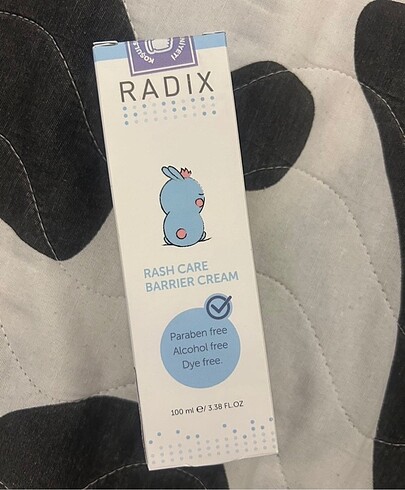 RADIX
RASH CARE
BARRIER CREAM
Paraben free
Alcohol free
Dye free.
100 ml ℮/ 3.38 FL.OZ